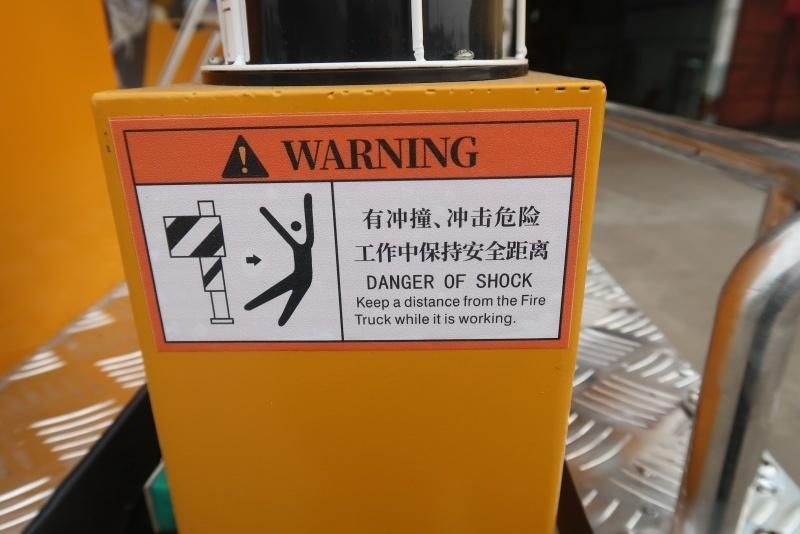 WARNING
有冲撞、冲击危险
工作中保持安全距离
DANGER OF SHOCK
Keep a distance from the Fire
Truck while it is working.